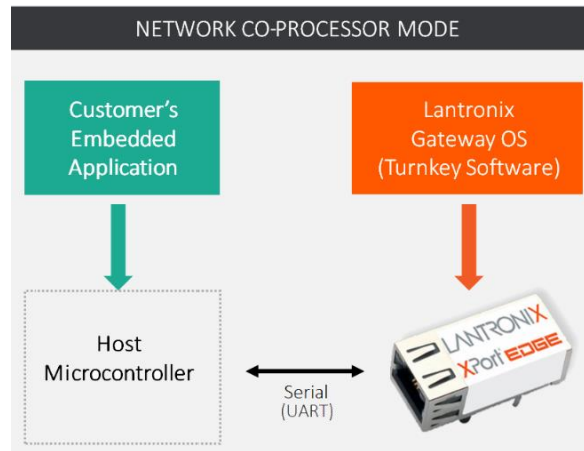 NETWORK CO-PROCESSOR MODE
Customer's
Embedded
Application
Lantronix
Gateway OS
(Turnkey Software)
Host
Microcontroller
Serial
(UART)
LANTRONIX
XPort® EDGE